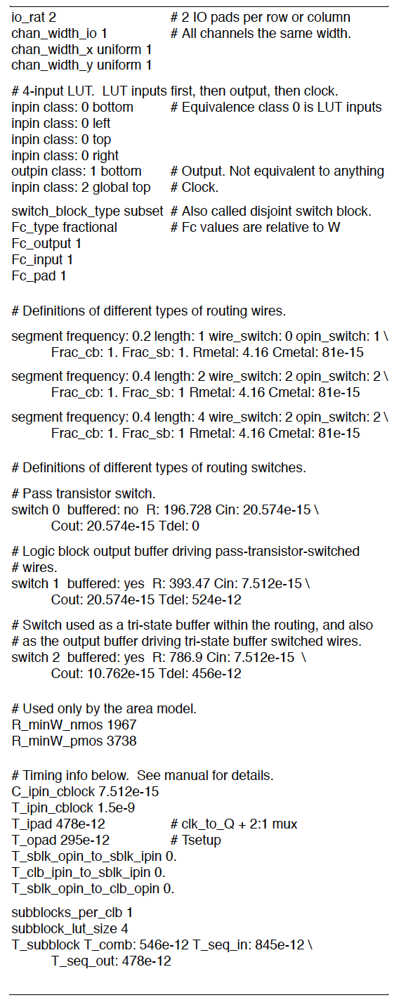 io_rat 2 # 2 IO pads per row or column
chan_width_io 1 # All channels the same width.
chan_width_x uniform 1
chan_width_y uniform 1
# 4-input LUT. LUT inputs first, then output, then clock.
inpin class: 0 bottom # Equivalence class 0 is LUT inputs
inpin class: 0 left
inpin class: 0 top
inpin class: 0 right
outpin class: 1 bottom # Output. Not equivalent to anything
inpin class: 2 global top # Clock.
switch_block_type subset # Also called disjoint switch block.
Fc_type fractional # Fc values are relative to W
Fc_output 1
Fc_input 1
Fc_pad 1
# Definitions of different types of routing wires.
segment frequency: 0.2 length: 1 wire_switch: 0 opin_switch: 1 \
Frac_cb: 1. Frac_sb: 1. Rmetal: 4.16 Cmetal: 81e-15
segment frequency: 0.4 length: 2 wire_switch: 2 opin_switch: 2 \
Frac_cb: 1. Frac_sb: 1 Rmetal: 4.16 Cmetal: 81e-15
segment frequency: 0.4 length: 4 wire_switch: 2 opin_switch: 2 \
Frac_cb: 1. Frac_sb: 1 Rmetal: 4.16 Cmetal: 81e-15
# Definitions of different types of routing switches.
# Pass transistor switch.
switch 0 buffered: no R: 196.728 Cin: 20.574e-15 \
Cout: 20.574e-15 Tdel: 0
# Logic block output buffer driving pass-transistor-switched
# wires.
switch 1 buffered: yes R: 393.47 Cin: 7.512e-15 \
Cout: 20.574e-15 Tdel: 524e-12
# Switch used as a tri-state buffer within the routing, and also
# as the output buffer driving tri-state buffer switched wires.
switch 2 buffered: yes R: 786.9 Cin: 7.512e-15 \
Cout: 10.762e-15 Tdel: 456e-12
# Used only by the area model.
R_minW_nmos 1967
R_minW_pmos 3738
# Timing info below. See manual for details.
C_ipin_cblock 7.512e-15
T_ipin_cblock 1.5e-9
T_ipad 478e-12 # clk_to_Q + 2:1 mux
T_opad 295e-12 # Tsetup
T_sblk_opin_to_sblk_ipin 0.
T_clb_ipin_to_sblk_ipin 0.
T_sblk_opin_to_clb_opin 0.
subblocks_per_clb 1
subblock_lut_size 4
T_subblock T_comb: 546e-12 T_seq_in: 845e-12 \
T_seq_out: 478e-12